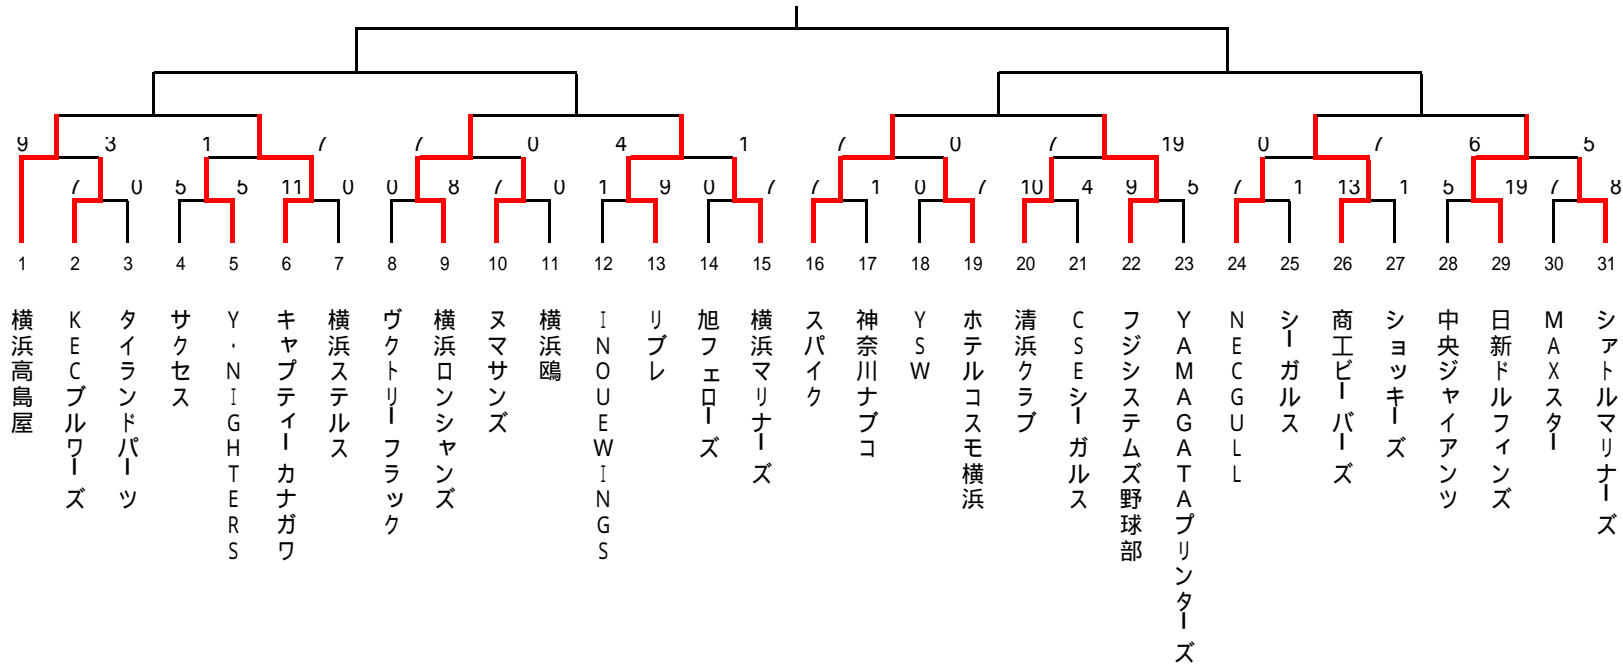 9 3 1 7 7 0 4 1 7 0 7 19 0 7 6 5
7 0 5 5 11 0 0 8 7 0 1 9 0 7 7 1 0 7 10 4 9 5 7 1 13 1 5 19 7 8
1 2 3 4 5 6 7 8 9 10 11 12 13 14 15 16 17 18 19 20 21 22 23 24 25 26 27 28 29 30 31
横浜高島屋
KECブルワーズ
タイランドパーツ
サクセス
Y・NIGHTERS
キャプティーカナガワ
横浜ステルス
ヴクトリーフラック
横浜ロンシャンズ
ヌマサンズ
横浜鴎
INOUEWINGS
リブレ
旭フェローズ
横浜マリナーズ
スパイク
神奈川ナブコ
YSW
ホテルコスモ横浜
清浜クラブ
CSEシーガルス
フジシステムズ野球部
YAMAGATAプリンターズ
NECGULL
シーガルス
商工ビーバーズ
ショッキーズ
中央ジャイアンツ
日新ドルフィンズ
MAXスター
シァトルマリナーズ